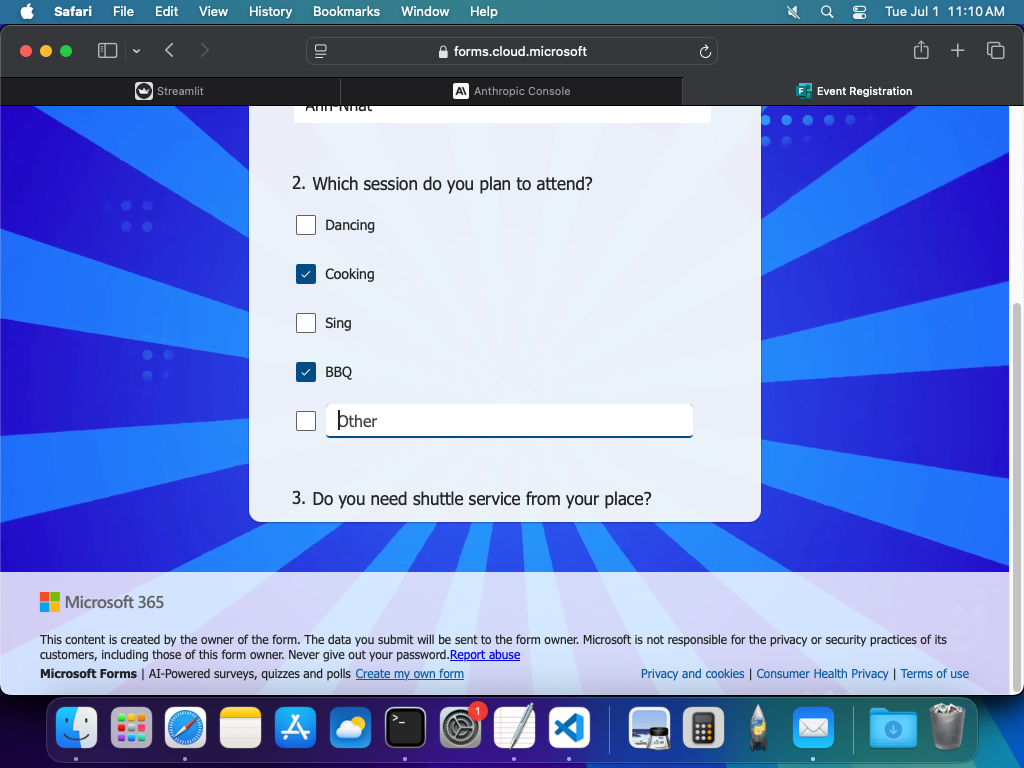 Safari File Edit View History Bookmarks Window Help Tue Jul 1 11:10 AM
forms.cloud.microsoft
Streamlit
Anthropic Console
Event Registration
Anh-Nhat
2. Which session do you plan to attend?
Dancing
Cooking
Sing
BBQ
Other
3. Do you need shuttle service from your place?
Microsoft 365
This content is created by the owner of the form. The data you submit will be sent to the form owner. Microsoft is not responsible for the privacy or security practices of its
customers, including those of this form owner. Never give out your password.Report abuse
Microsoft Forms | AI-Powered surveys, quizzes and polls Create my own form
Privacy and cookies | Consumer Health Privacy | Terms of use
1